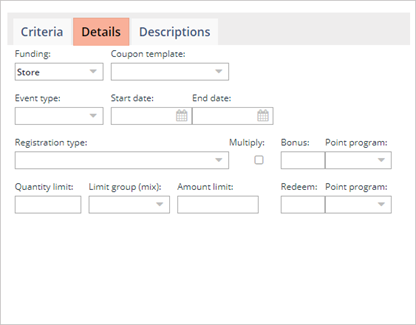 Criteria Details Descriptions
Funding: Coupon template:
Store
Event type: Start date: End date:
Registration type: Multiply: Bonus: Point program:
Quantity limit: Limit group (mix): Amount limit: Redeem: Point program: